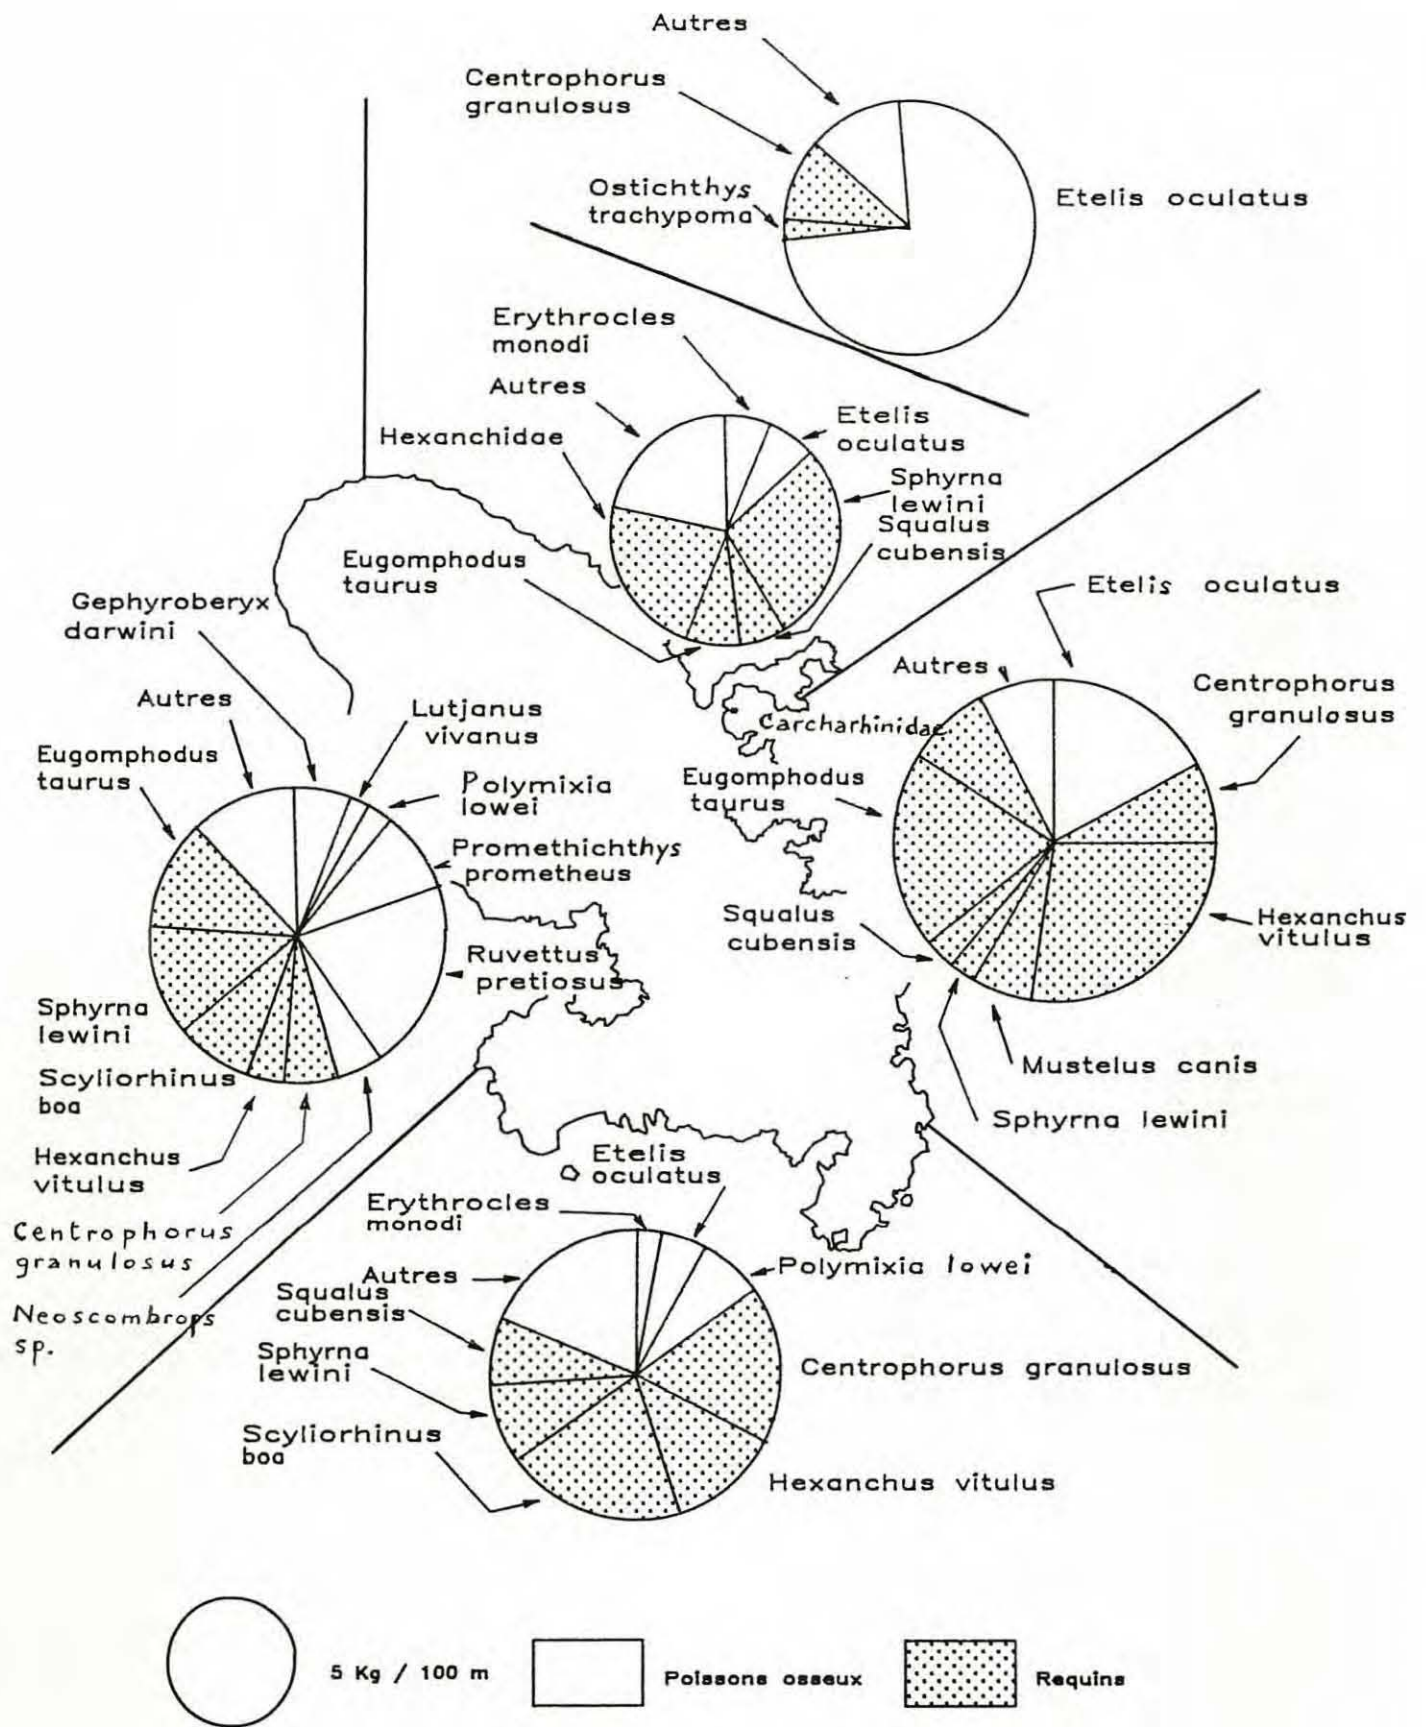 Autres
Centrophorus
granulosus
Ostichthys
trachypoma
Etelis oculatus
Erythrocles
monodi
Autres
Hexanchidae
Etelis
oculatus
Sphyrna
lewini
Squalus
cubensis
Eugomphodus
taurus
Etelis oculatus
Gephyroberyx
darwini
Autres
Eugomphodus
taurus
Lutjanus
vivanus
Polymixia
lowei
Promethichthys
prometheus
Ruvettus
pretiosus
Sphyrna
lewini
Scyliorhinus
boa
Hexanchus
vitulus
Centrophorus
granulosus
Neoscombrops
sp.
Autres
Carcharhinidae
Eugomphodus
taurus
Squalus
cubensis
Centrophorus
granulosus
Hexanchus
vitulus
Mustelus canis
Sphyrna lewini
Etelis
oculatus
Erythrocles
monodi
Autres
Squalus
cubensis
Sphyrna
lewini
Scyliorhinus
boa
Polymixia lowei
Centrophorus granulosus
Hexanchus vitulus
5 Kg / 100 m
Poissons osseux
Requins